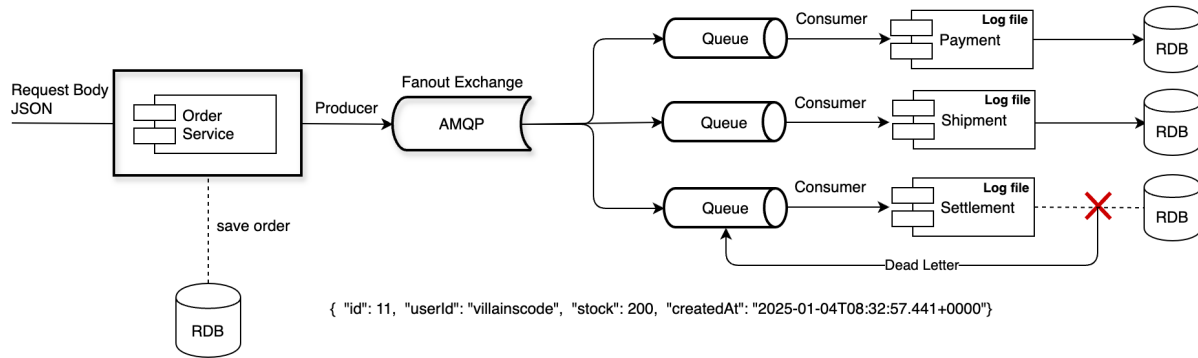 Request Body
JSON
Order
Service
save order
RDB
Producer
Fanout Exchange
AMQP
Queue
Consumer
Log file
Payment
RDB
Queue
Consumer
Log file
Shipment
RDB
Queue
Consumer
Log file
Settlement
RDB
Dead Letter
{ "id": 11, "userId": "villainscode", "stock": 200, "createdAt": "2025-01-04T08:32:57.441+0000"}